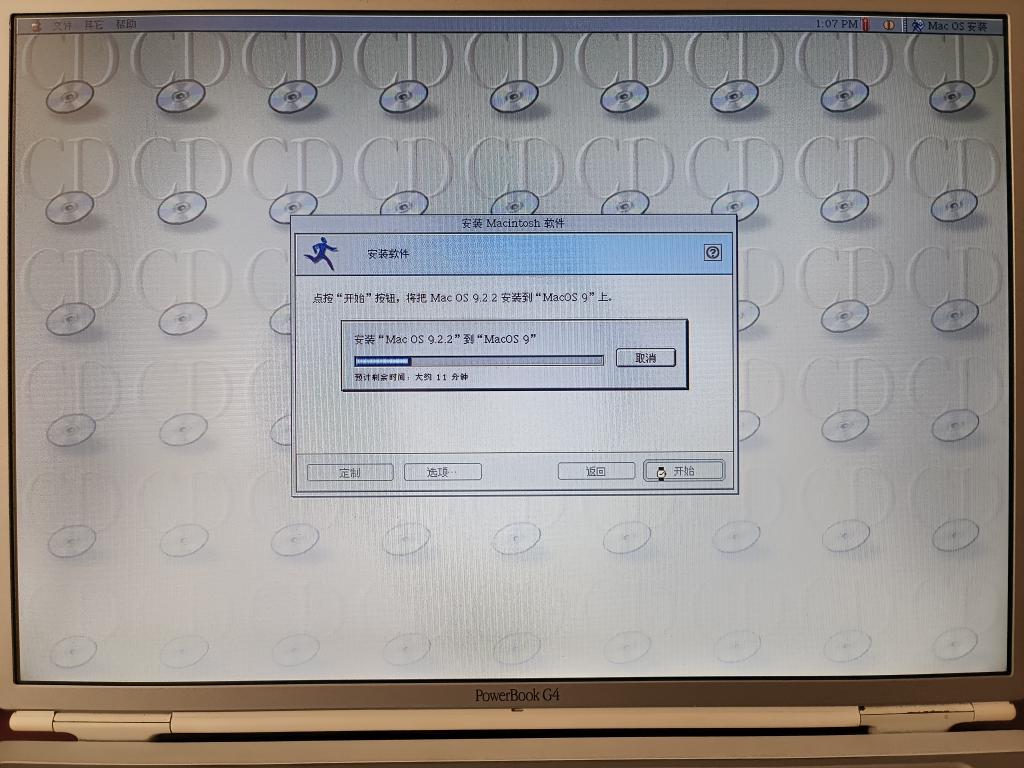 文件 其它 帮助 1:07 PM Mac OS 安装
安装 Macintosh 软件
安装软件
点按“开始”按钮，将把 Mac OS 9.2.2 安装到“MacOS 9”上。
安装“Mac OS 9.2.2”到“MacOS 9”
取消
预计剩余时间：大约 11 分钟
定制 选项… 返回 开始
PowerBook G4